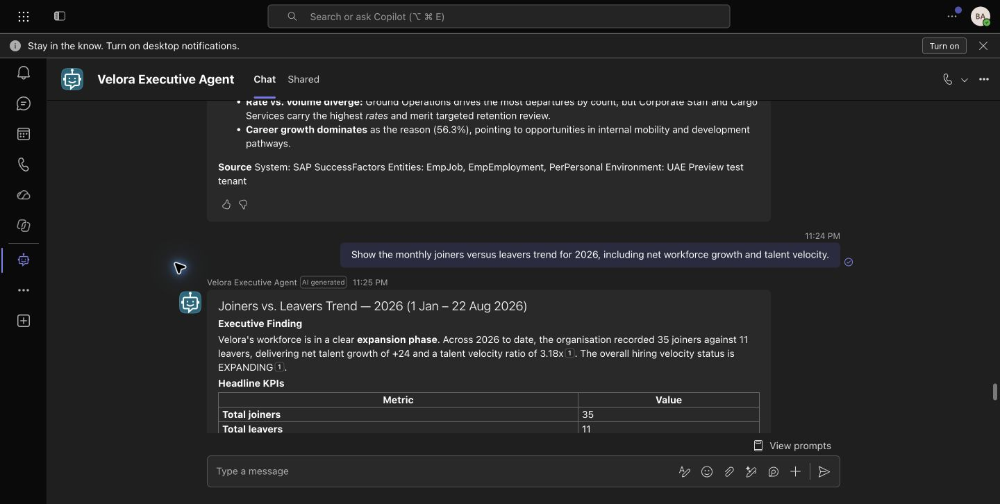 Search or ask Copilot (⌥ ⌘ E)
BA
Stay in the know. Turn on desktop notifications.
Turn on
Velora Executive Agent
Chat
Shared
• Rate vs. volume diverge: Ground Operations drives the most departures by count, but Corporate Staff and Cargo
Services carry the highest rates and merit targeted retention review.
• Career growth dominates as the reason (56.3%), pointing to opportunities in internal mobility and development
pathways.
Source System: SAP SuccessFactors Entities: EmpJob, EmpEmployment, PerPersonal Environment: UAE Preview test
tenant
11:24 PM
Show the monthly joiners versus leavers trend for 2026, including net workforce growth and talent velocity.
Velora Executive Agent AI generated 11:25 PM
Joiners vs. Leavers Trend — 2026 (1 Jan – 22 Aug 2026)
Executive Finding
Velora's workforce is in a clear expansion phase. Across 2026 to date, the organisation recorded 35 joiners against 11
leavers, delivering net talent growth of +24 and a talent velocity ratio of 3.18x 1. The overall hiring velocity status is
EXPANDING 1.
Headline KPIs
Metric Value
Total joiners 35
Total leavers 11
View prompts
Type a message